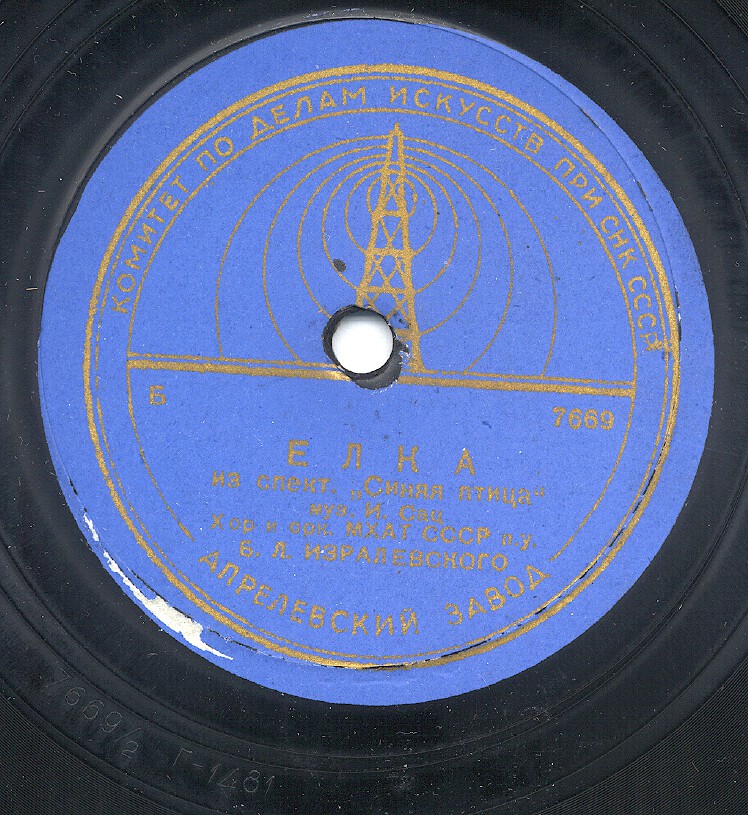 КОМИТЕТ ПО ДЕЛАМ ИСКУССТВ ПРИ СНК СССР
Б
7669
ЕЛКА
из спект. „Синяя птица“
муз. И. Сац
Хор и орк. МХАТ СССР п.у.
Б. Л. ИЗРАЛЕВСКОГО
АПРЕЛЕВСКИЙ ЗАВОД
7669/2 Г-1481